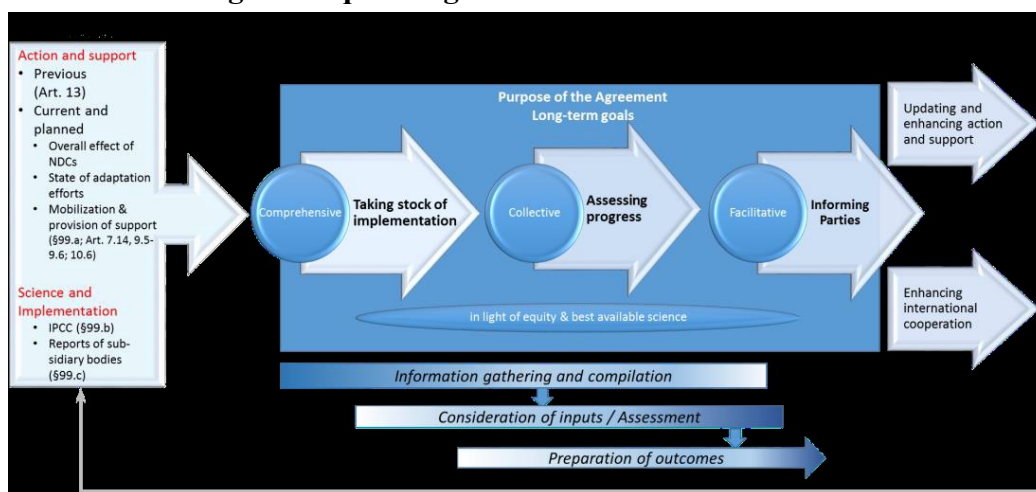 Action and support
• Previous
(Art. 13)
• Current and
planned
• Overall effect of
NDCs
• State of adaptation
efforts
• Mobilization &
provision of support
(§99.a; Art. 7.14, 9.5-
9.6; 10.6)
Science and
Implementation
• IPCC (§99.b)
• Reports of sub-
sidiary bodies
(§99.c)
Purpose of the Agreement
Long-term goals
Comprehensive
Taking stock of
implementation
Collective
Assessing
progress
Facilitative
Informing
Parties
in light of equity & best available science
Updating and
enhancing action
and support
Enhancing
international
cooperation
Information gathering and compilation
Consideration of inputs / Assessment
Preparation of outcomes